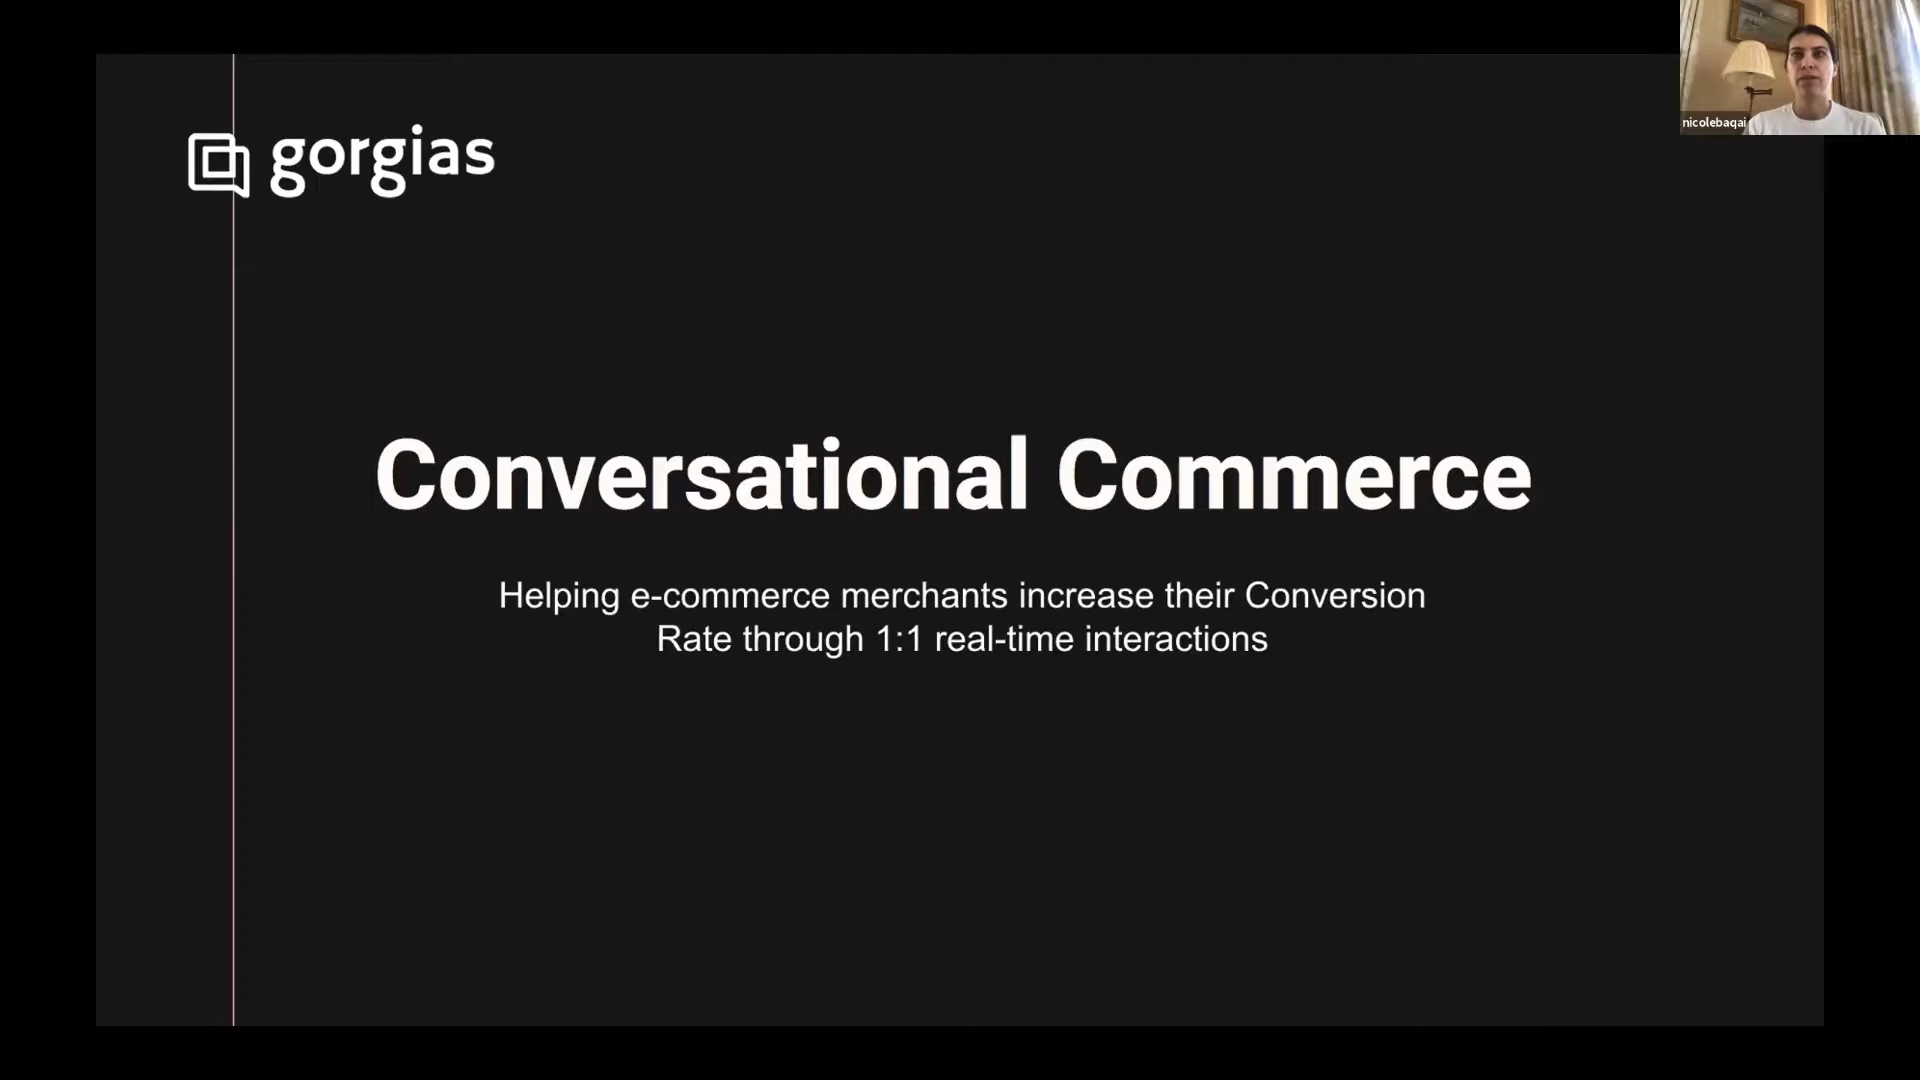 gorgias
nicolebaqai
Conversational Commerce
Helping e-commerce merchants increase their Conversion
Rate through 1:1 real-time interactions